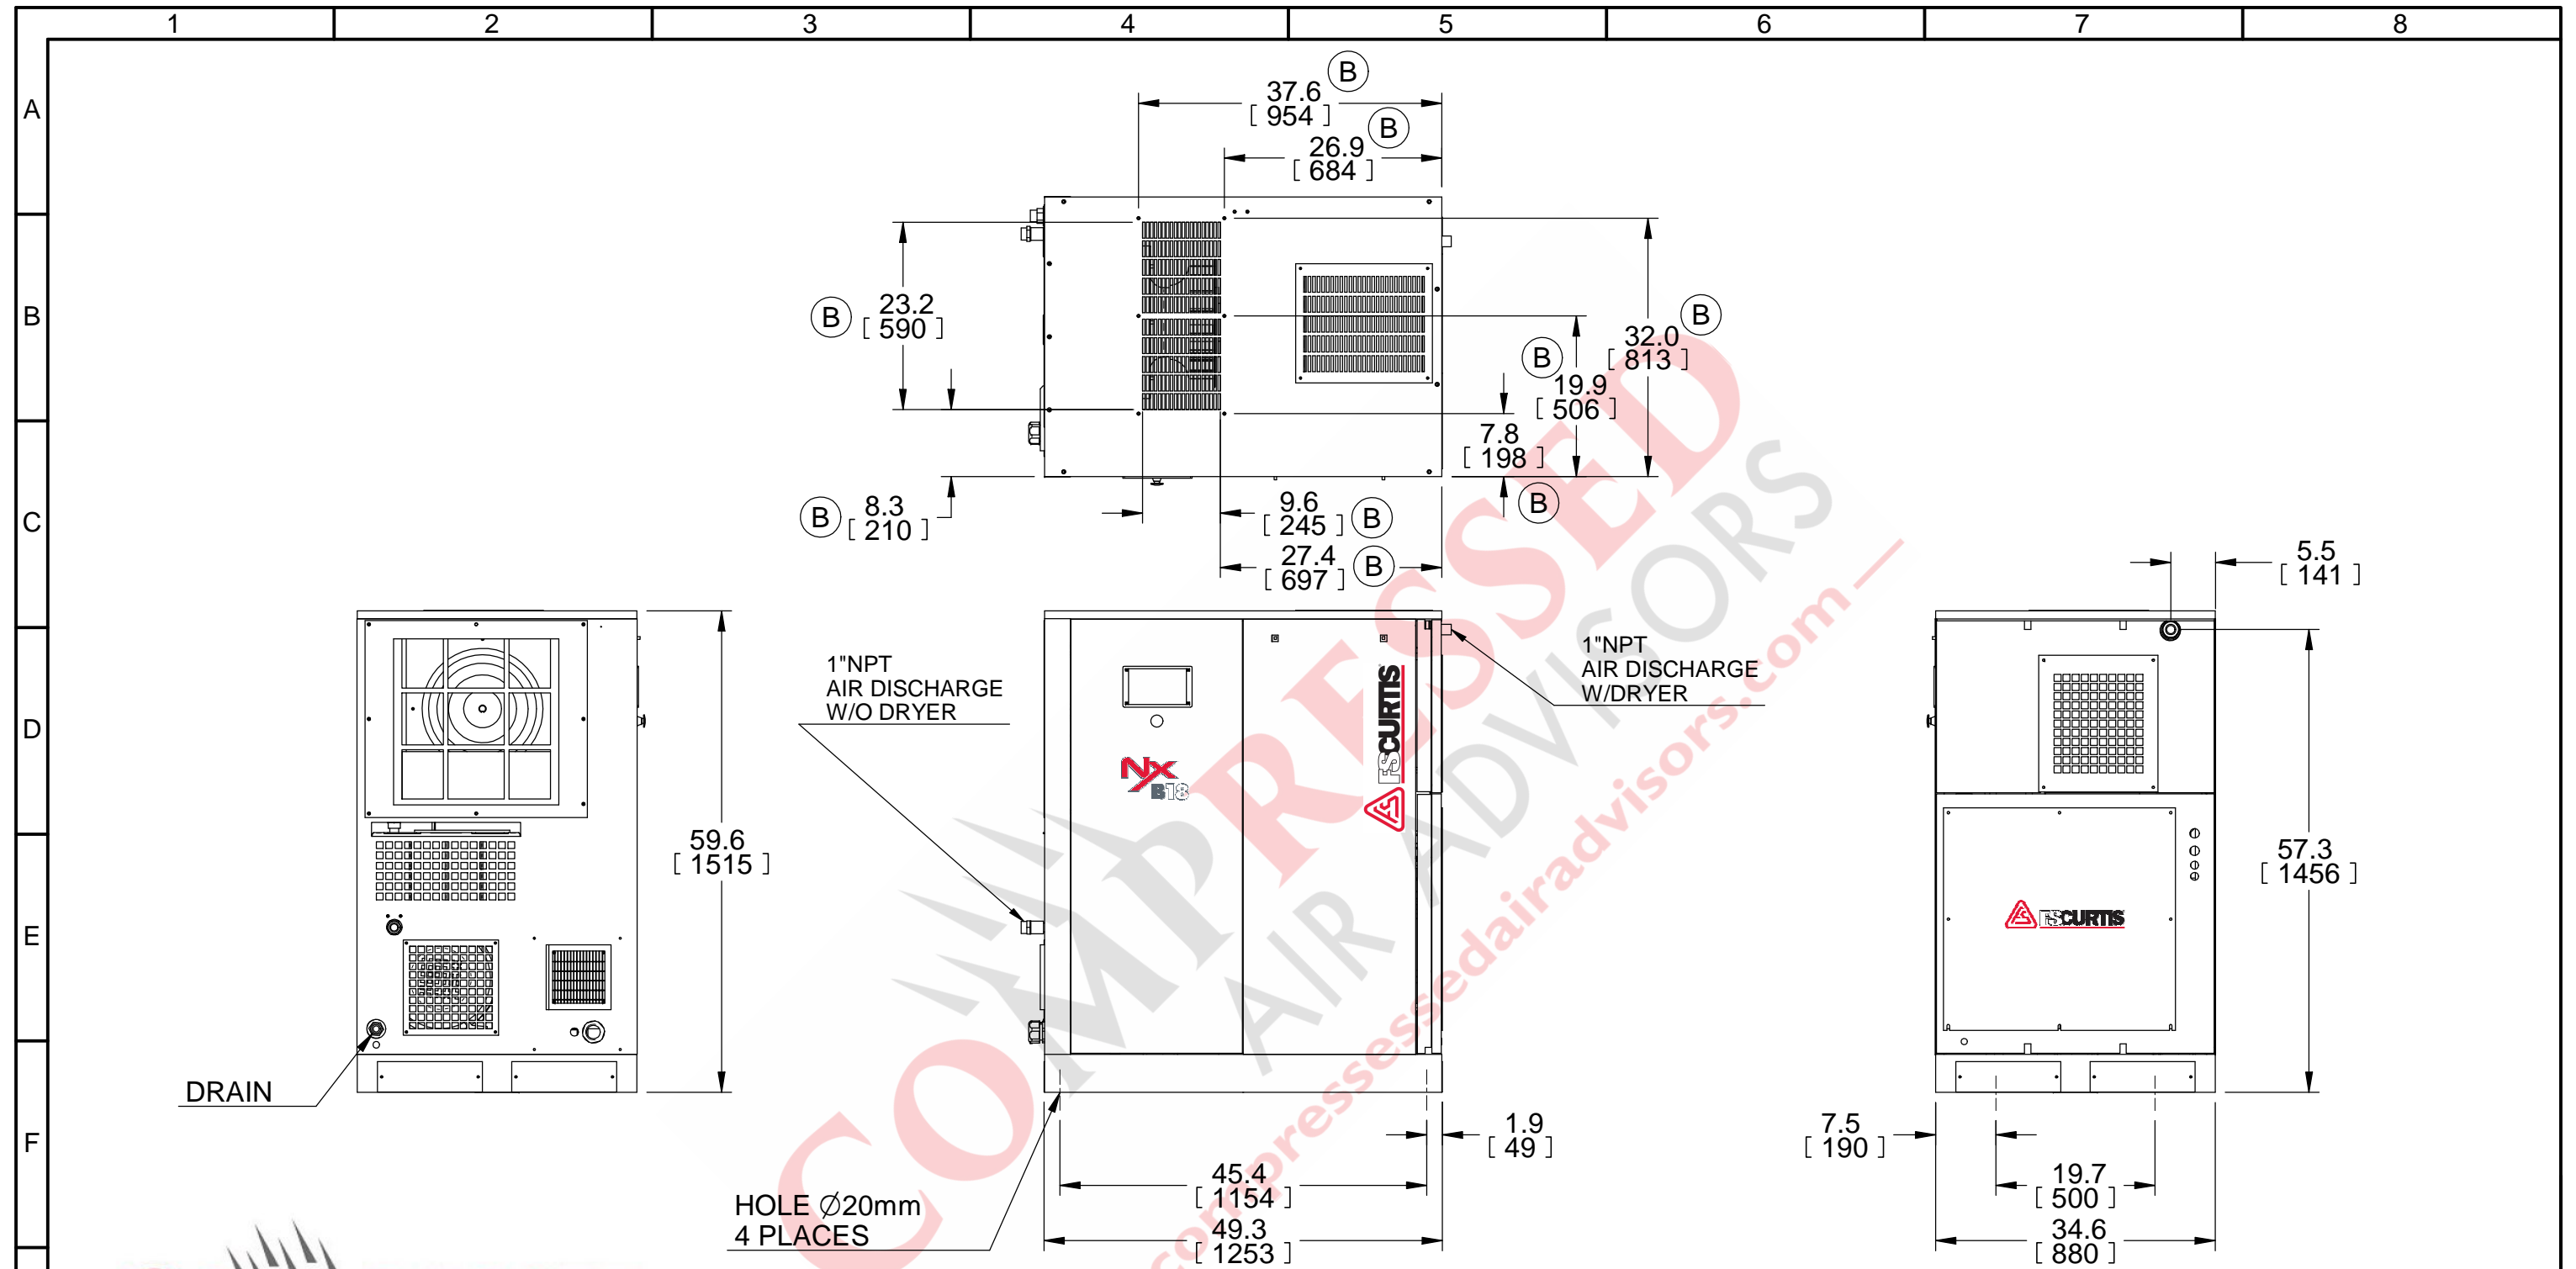 1 2 3 4 5 6 7 8
A
B
C
D
E
F
37.6 B
[ 954 ]
26.9 B
[ 684 ]
B 23.2
[ 590 ]
32.0 B
[ 813 ]
B 19.9
[ 506 ]
7.8
[ 198 ]
B
B 8.3
[ 210 ]
9.6
[ 245 ] B
27.4
[ 697 ] B
5.5
[ 141 ]
59.6
[ 1515 ]
1"NPT
AIR DISCHARGE
W/O DRYER
1"NPT
AIR DISCHARGE
W/DRYER
Nx
B18
FSCURTIS
FSCURTIS
57.3
[ 1456 ]
DRAIN
HOLE Ø20mm
4 PLACES
1.9
[ 49 ]
45.4
[ 1154 ]
49.3
[ 1253 ]
7.5
[ 190 ]
19.7
[ 500 ]
34.6
[ 880 ]
COMPRESSED
AIR ADVISORS
compressedairadvisors.com